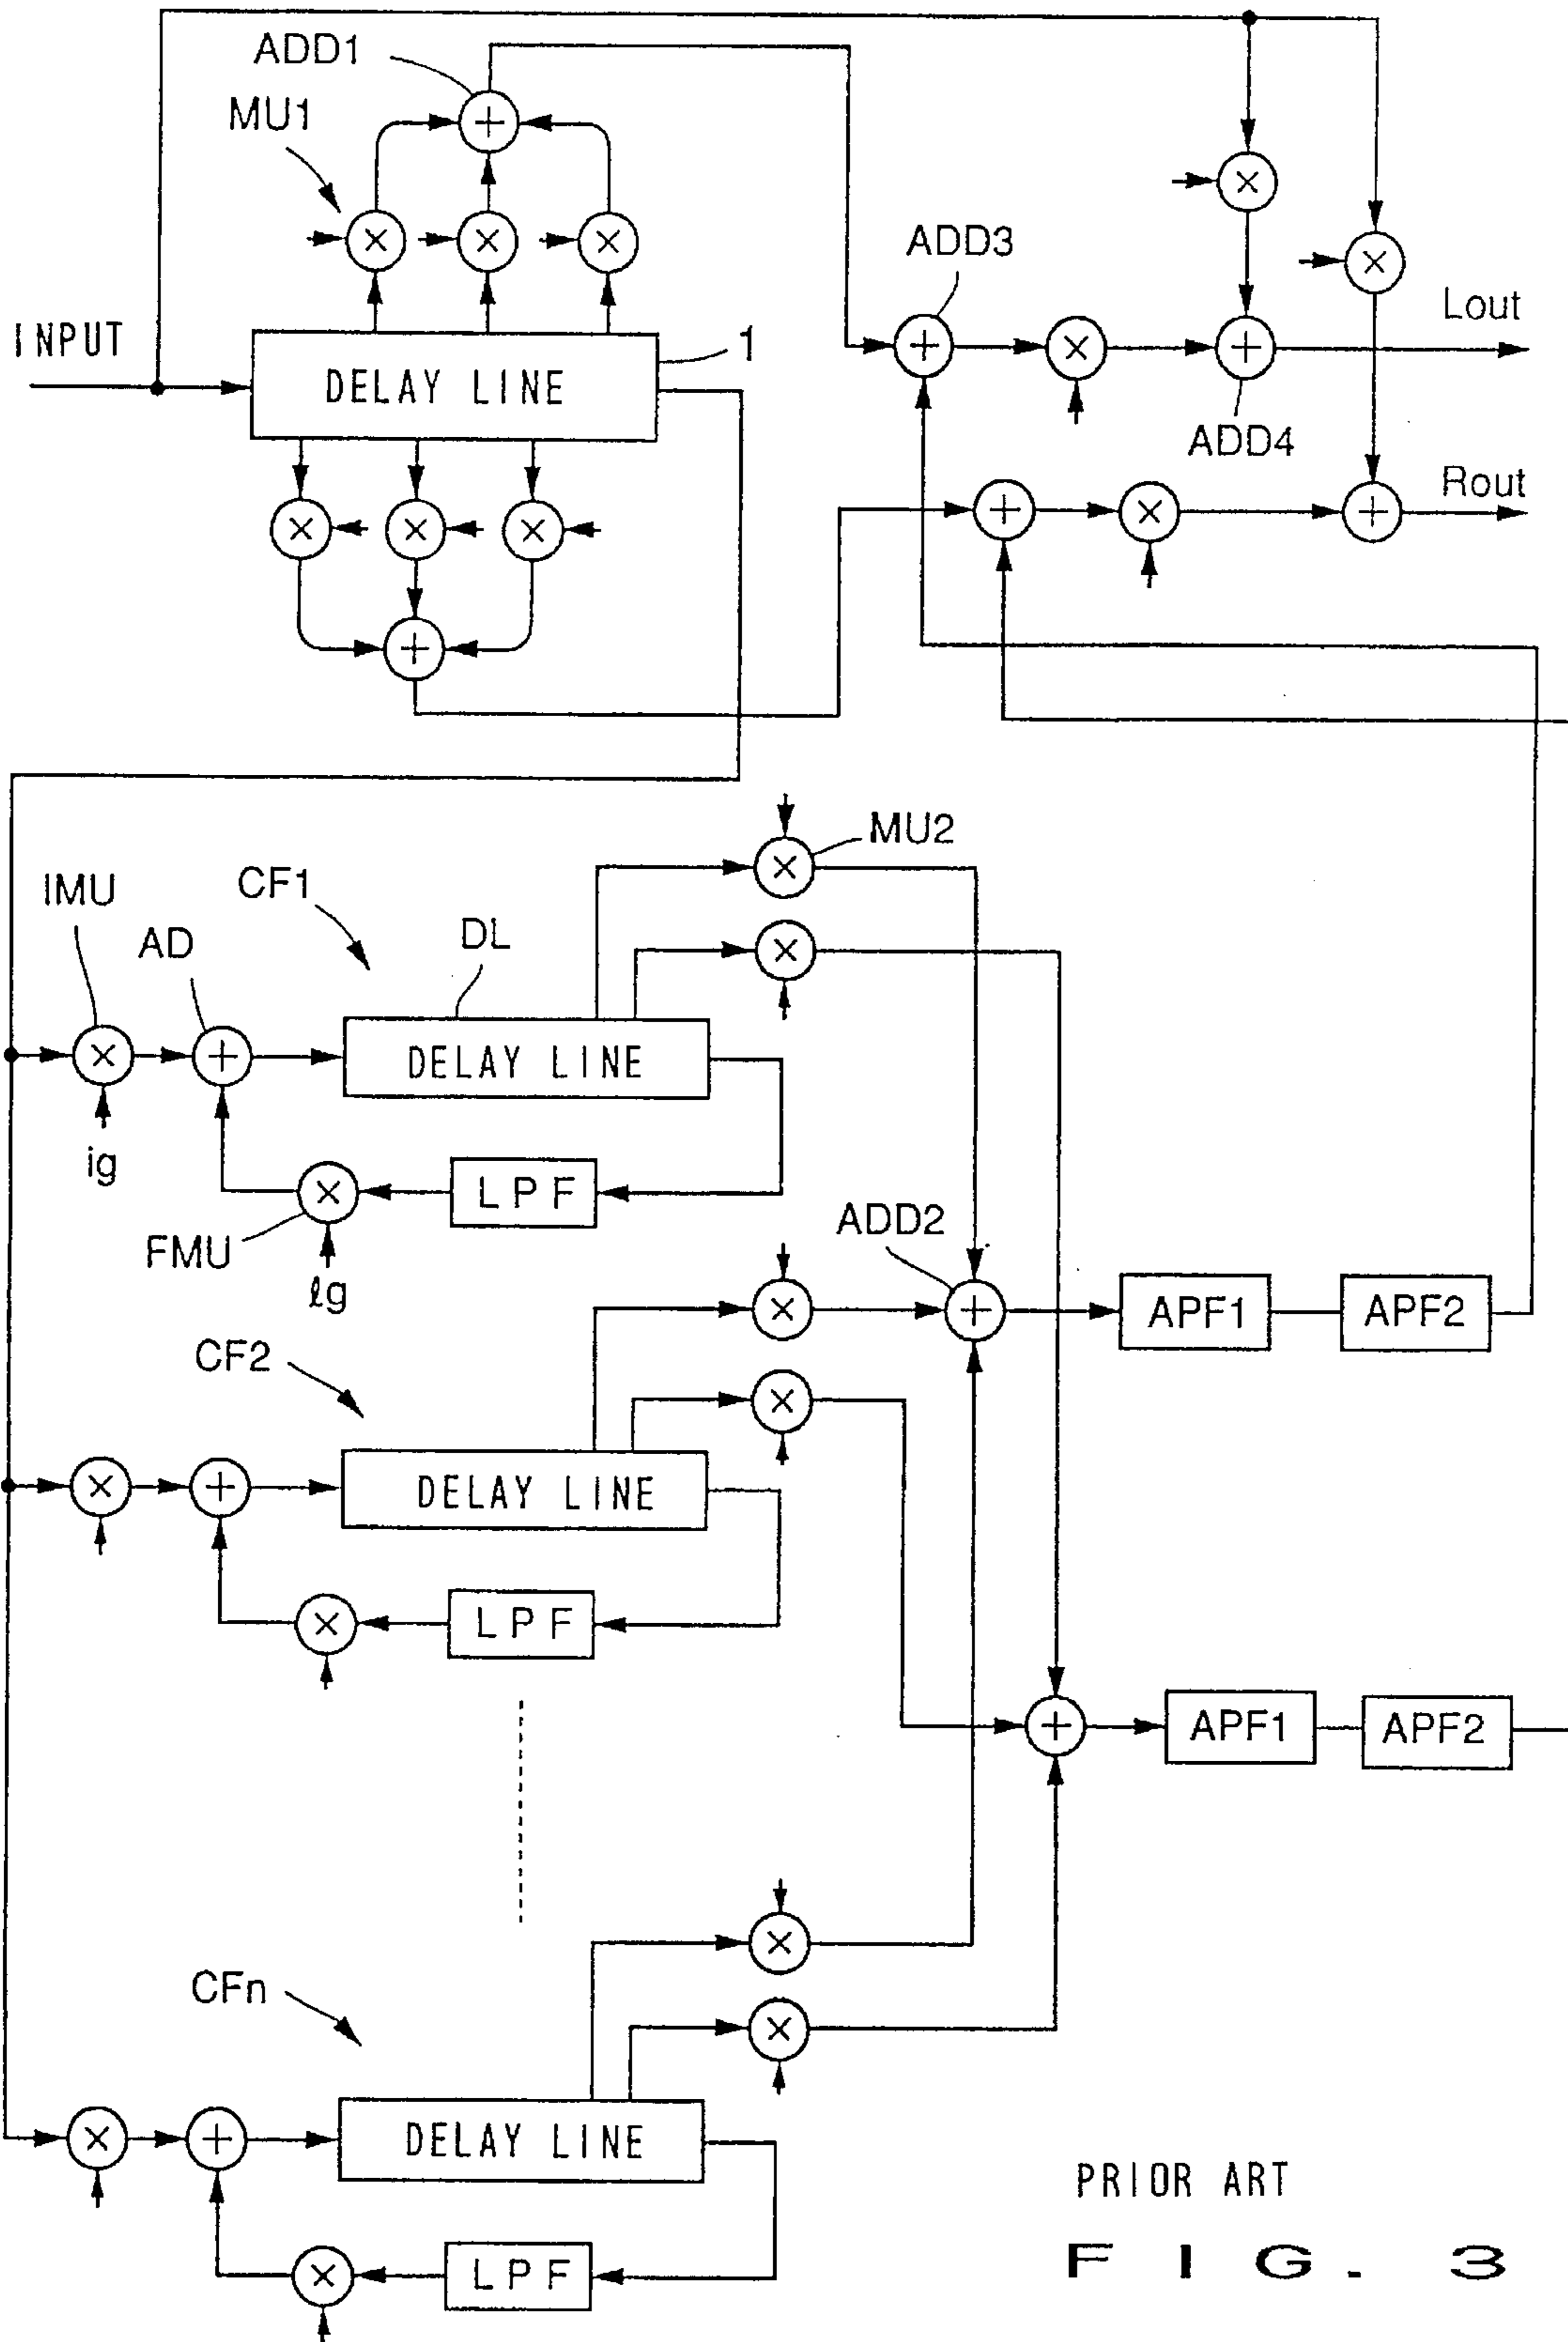 ADD1
MU1
ADD3
INPUT
1
Lout
DELAY LINE
ADD4
Rout
MU2
IMU
CF1
AD
DL
DELAY LINE
ig
LPF
ADD2
FMU
ℓg
APF1
APF2
CF2
DELAY LINE
LPF
APF1
APF2
CFn
DELAY LINE
PRIOR ART
LPF
FIG. 3